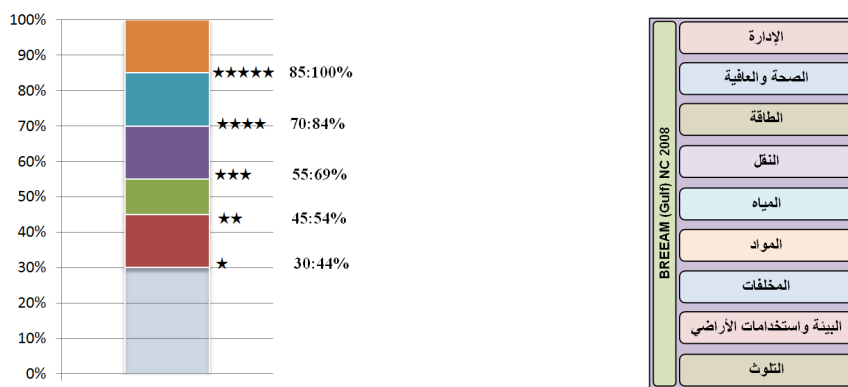 100%
90%
80%
70%
60%
50%
40%
30%
20%
10%
0%
★★★★★ 85:100%
★★★★ 70:84%
★★★ 55:69%
★★ 45:54%
★ 30:44%
BREEAM (Gulf) NC 2008
الإدارة
الصحة والعافية
الطاقة
النقل
المياه
المواد
المخلفات
البيئة واستخدامات الأراضي
التلوث